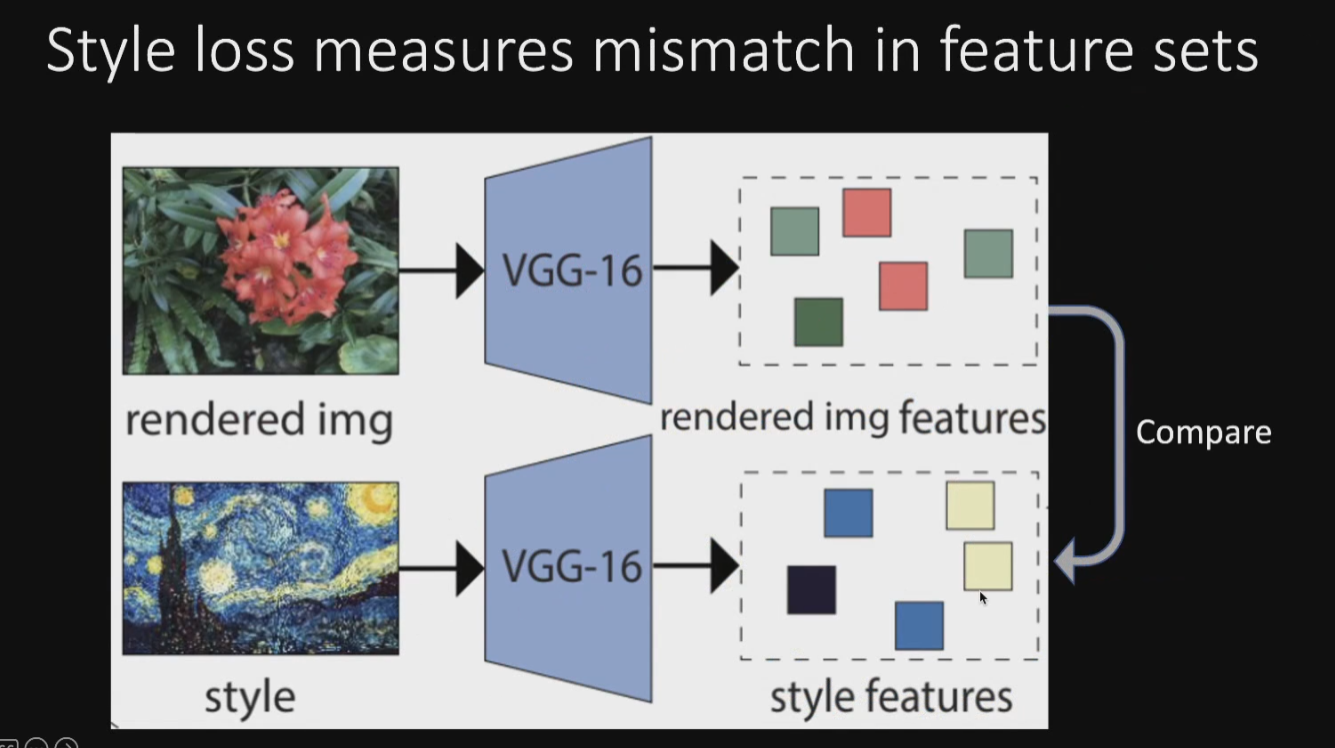 Style loss measures mismatch in feature sets
VGG-16
rendered img
rendered img features
Compare
VGG-16
style
style features